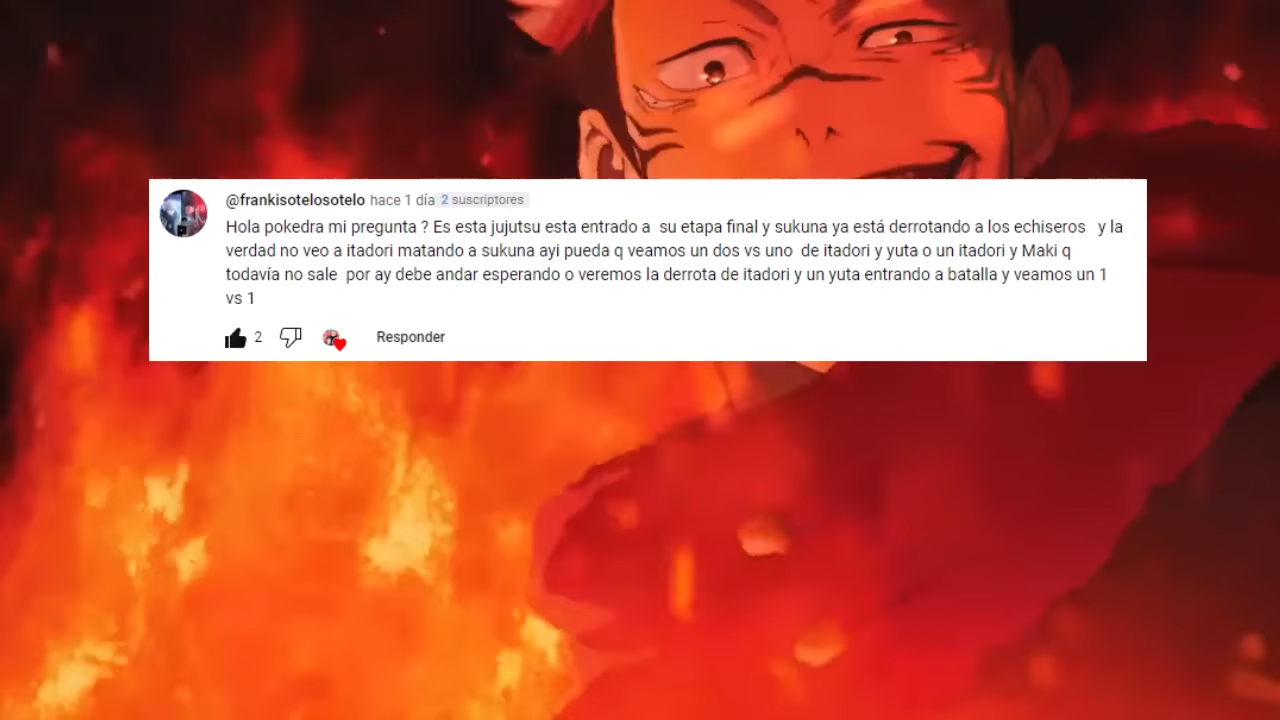 @frankisotelosotelo hace 1 día 2 suscriptores
Hola pokedra mi pregunta ? Es esta jujutsu esta entrado a su etapa final y sukuna ya está derrotando a los echiseros y la
verdad no veo a itadori matando a sukuna ayi pueda q veamos un dos vs uno de itadori y yuta o un itadori y Maki q
todavía no sale por ay debe andar esperando o veremos la derrota de itadori y un yuta entrando a batalla y veamos un 1
vs 1
2 Responder